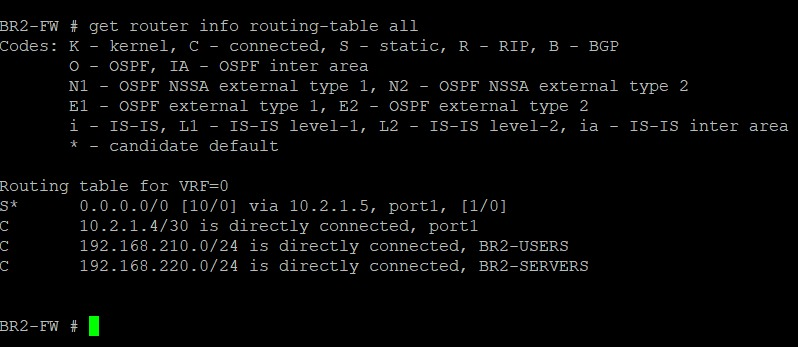 BR2-FW # get router info routing-table all
Codes: K - kernel, C - connected, S - static, R - RIP, B - BGP
       O - OSPF, IA - OSPF inter area
       N1 - OSPF NSSA external type 1, N2 - OSPF NSSA external type 2
       E1 - OSPF external type 1, E2 - OSPF external type 2
       i - IS-IS, L1 - IS-IS level-1, L2 - IS-IS level-2, ia - IS-IS inter area
       * - candidate default
Routing table for VRF=0
S*      0.0.0.0/0 [10/0] via 10.2.1.5, port1, [1/0]
C       10.2.1.4/30 is directly connected, port1
C       192.168.210.0/24 is directly connected, BR2-USERS
C       192.168.220.0/24 is directly connected, BR2-SERVERS
BR2-FW #